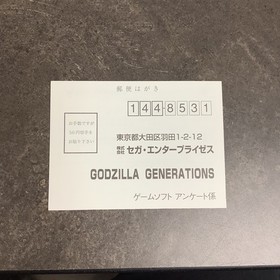 郵便はがき
1448531
東京都大田区羽田1-2-12
株式会社 セガ・エンタープライゼス
GODZILLA GENERATIONS
ゲームソフト アンケート係